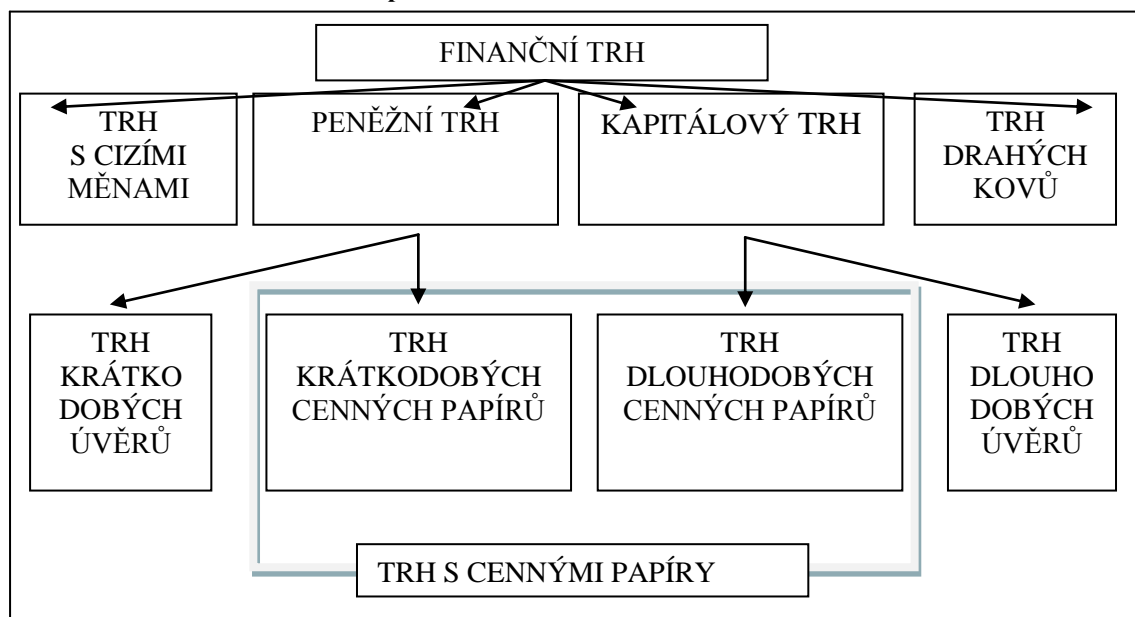 FINANČNÍ TRH
TRH
S CIZÍMI
MĚNAMI
PENĚŽNÍ TRH
KAPITÁLOVÝ TRH
TRH
DRAHÝCH
KOVŮ
TRH
KRÁTKO
DOBÝCH
ÚVĚRŮ
TRH
KRÁTKODOBÝCH
CENNÝCH PAPÍRŮ
TRH
DLOUHODOBÝCH
CENNÝCH PAPÍRŮ
TRH
DLOUHO
DOBÝCH
ÚVĚRŮ
TRH S CENNÝMI PAPÍRY